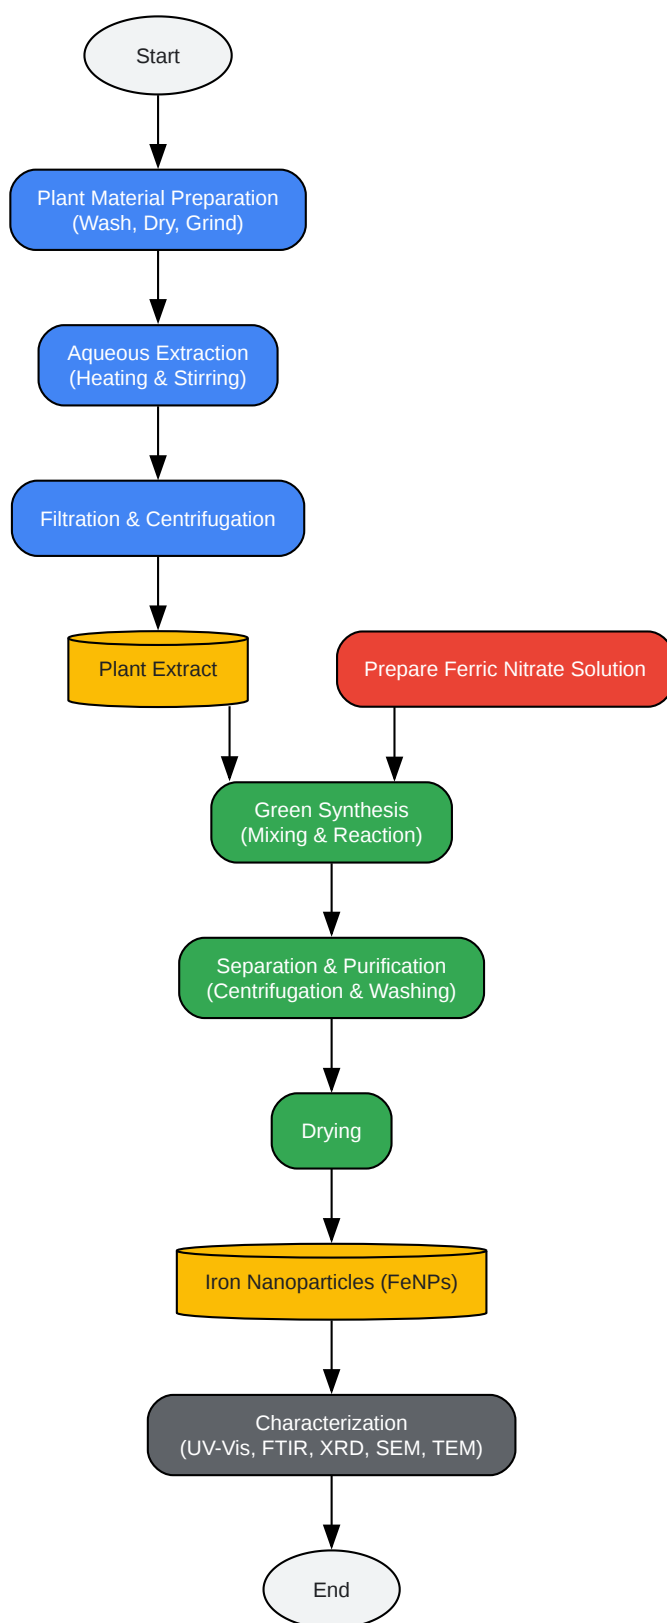 Start
Plant Material Preparation
(Wash, Dry, Grind)
Aqueous Extraction
(Heating & Stirring)
Filtration & Centrifugation
Plant Extract
Prepare Ferric Nitrate Solution
Green Synthesis
(Mixing & Reaction)
Separation & Purification
(Centrifugation & Washing)
Drying
Iron Nanoparticles (FeNPs)
Characterization
(UV-Vis, FTIR, XRD, SEM, TEM)
End